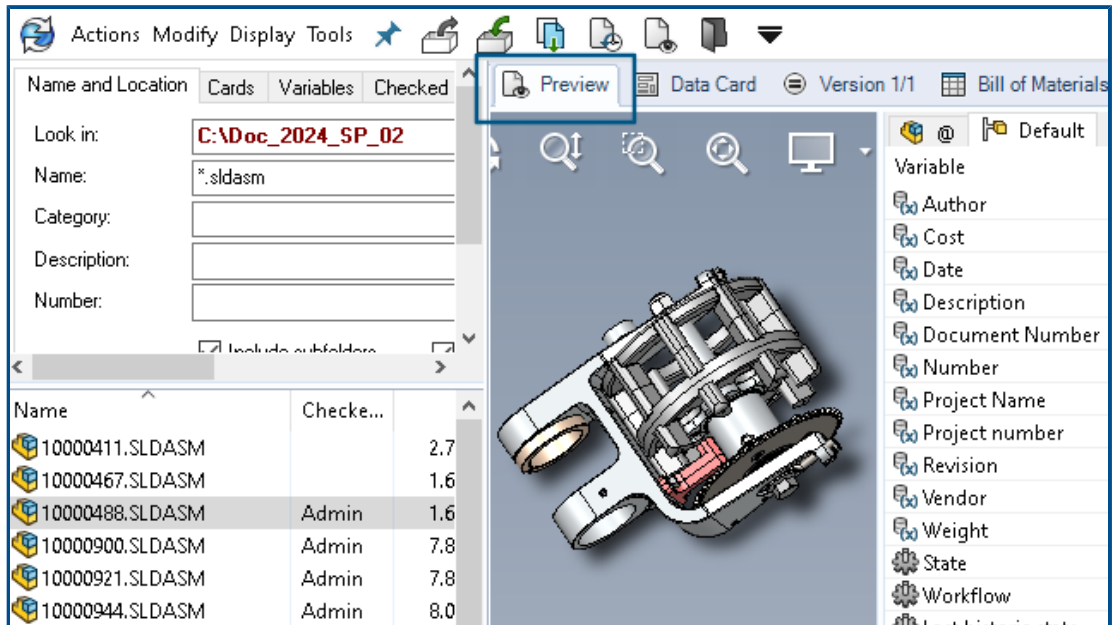 Actions Modify Display Tools
Name and Location Cards Variables Checked
Look in: C:\Doc_2024_SP_02
Name: *.sldasm
Category:
Description:
Number:
Include subfolders
Name Checke...
10000411.SLDASM 2.7
10000467.SLDASM 1.6
10000488.SLDASM Admin 1.6
10000900.SLDASM Admin 7.8
10000921.SLDASM Admin 7.8
10000944.SLDASM Admin 8.0
Preview Data Card Version 1/1 Bill of Materials
@ Default
Variable
Author
Cost
Date
Description
Document Number
Number
Project Name
Project number
Revision
Vendor
Weight
State
Workflow